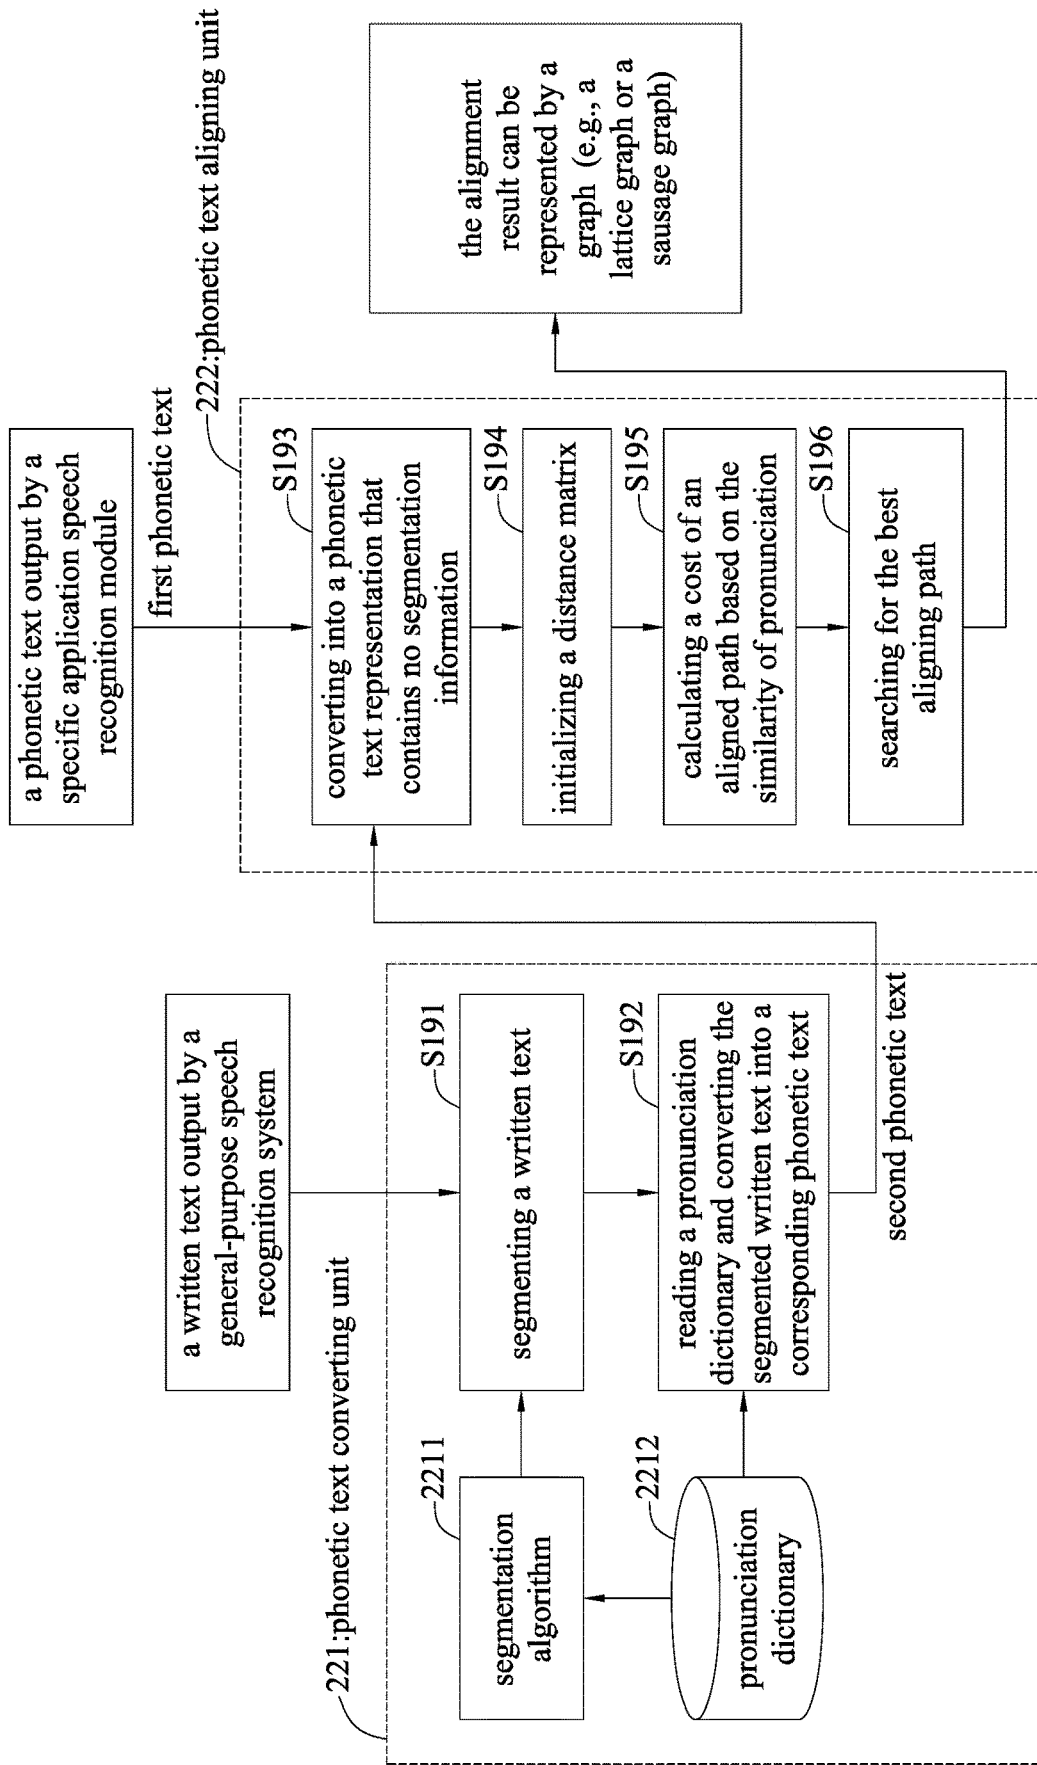 221:phonetic text converting unit
a written text output by a
general-purpose speech
recognition system
2211
segmentation
algorithm
S191
segmenting a written text
2212
pronunciation
dictionary
S192
reading a pronunciation
dictionary and converting the
segmented written text into a
corresponding phonetic text
second phonetic text
a phonetic text output by a
specific application speech
recognition module
first phonetic text
222:phonetic text aligning unit
S193
converting into a phonetic
text representation that
contains no segmentation
information
S194
initializing a distance matrix
S195
calculating a cost of an
aligned path based on the
similarity of pronunciation
S196
searching for the best
aligning path
the alignment
result can be
represented by a
graph (e.g., a
lattice graph or a
sausage graph)